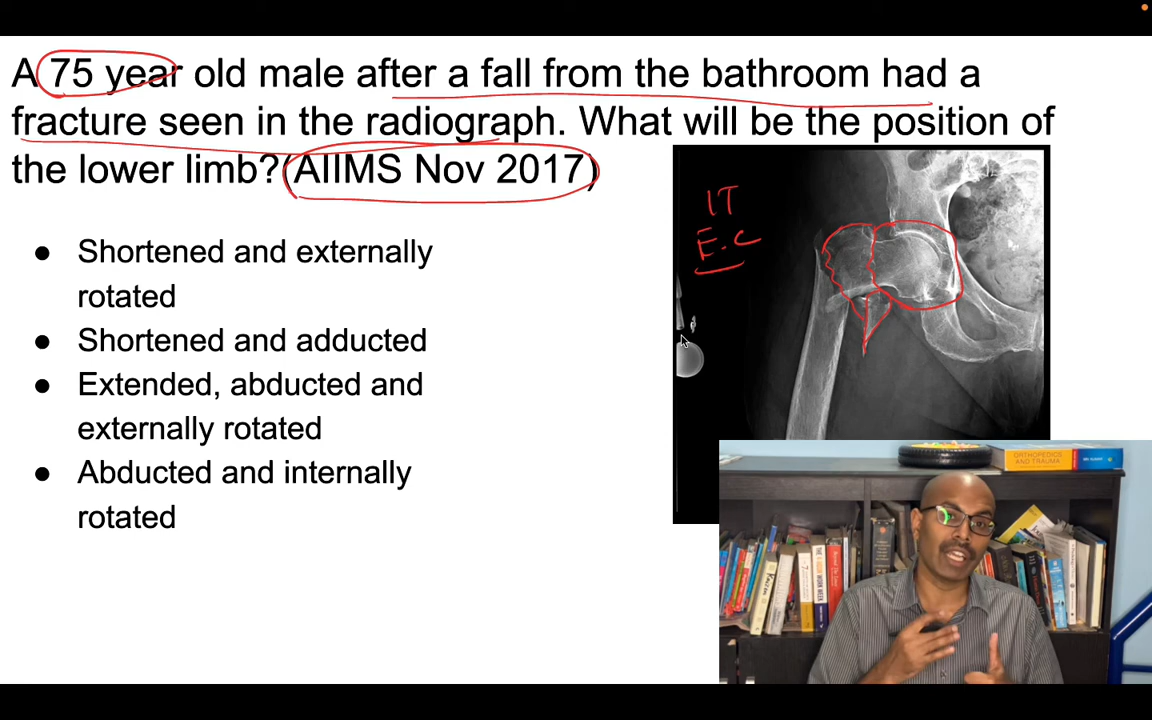 A 75 year old male after a fall from the bathroom had a
fracture seen in the radiograph. What will be the position of
the lower limb?(AIIMS Nov 2017)
IT
E.C
● Shortened and externally
rotated
● Shortened and adducted
● Extended, abducted and
externally rotated
● Abducted and internally
rotated
ORTHOPEDICS
AND TRAUMA